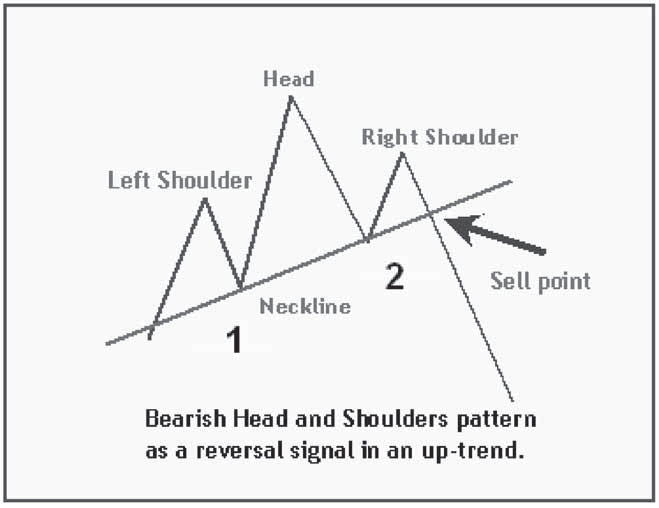 Head
Right Shoulder
Left Shoulder
2
Sell point
Neckline
1
Bearish Head and Shoulders pattern
as a reversal signal in an up-trend.